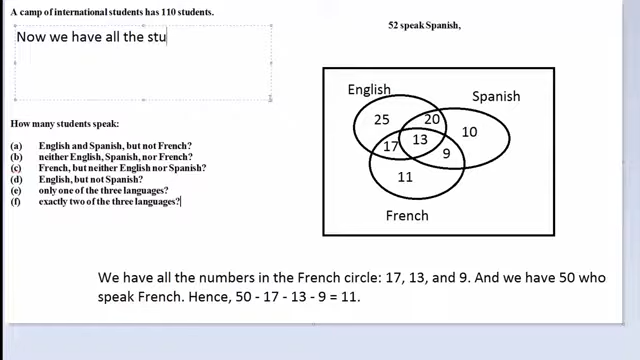 A camp of international students has 110 students.
52 speak Spanish,
Now we have all the stu
English
Spanish
25
20
10
13
17
9
11
French
How many students speak:
(a) English and Spanish, but not French?
(b) neither English, Spanish, nor French?
(c) French, but neither English nor Spanish?
(d) English, but not Spanish?
(e) only one of the three languages?
(f) exactly two of the three languages?
We have all the numbers in the French circle: 17, 13, and 9. And we have 50 who
speak French. Hence, 50 - 17 - 13 - 9 = 11.